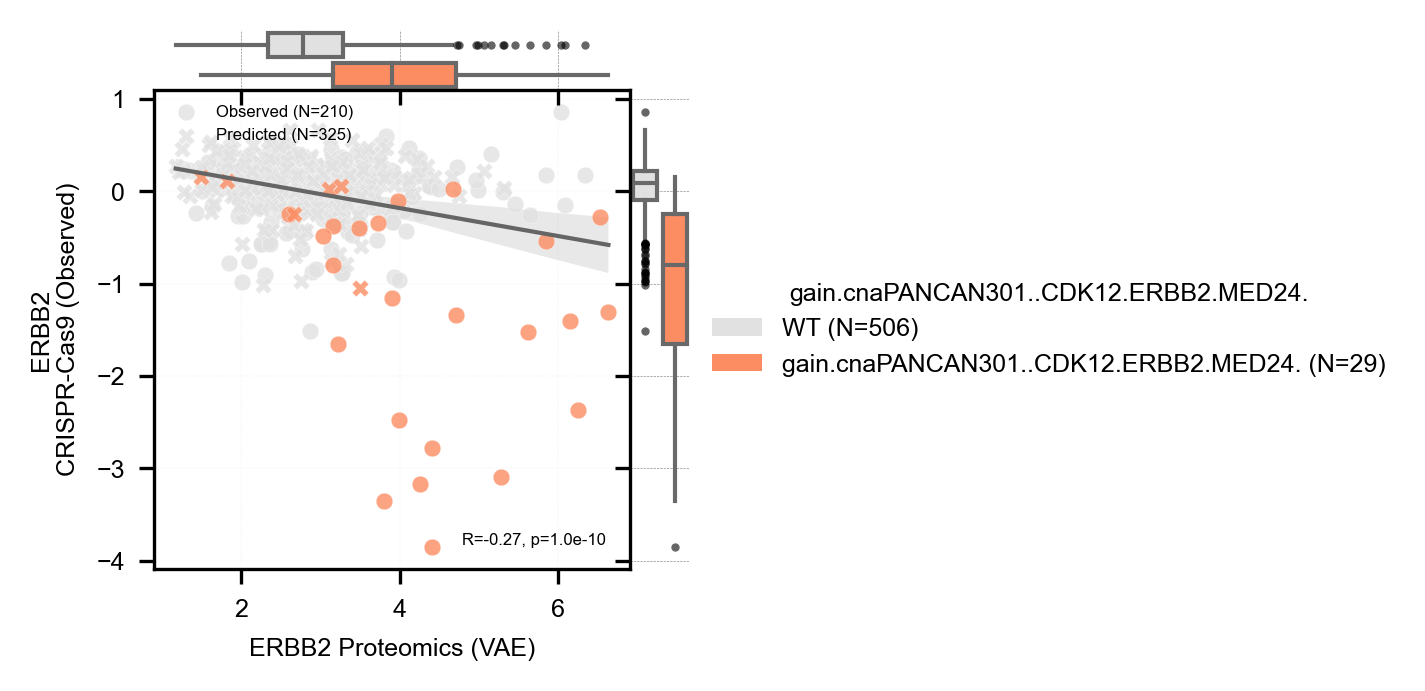 1
0
−1
−2
−3
−4
ERBB2
CRISPR-Cas9 (Observed)
Observed (N=210)
Predicted (N=325)
R=-0.27, p=1.0e-10
2
4
6
ERBB2 Proteomics (VAE)
gain.cnaPANCAN301..CDK12.ERBB2.MED24.
WT (N=506)
gain.cnaPANCAN301..CDK12.ERBB2.MED24. (N=29)